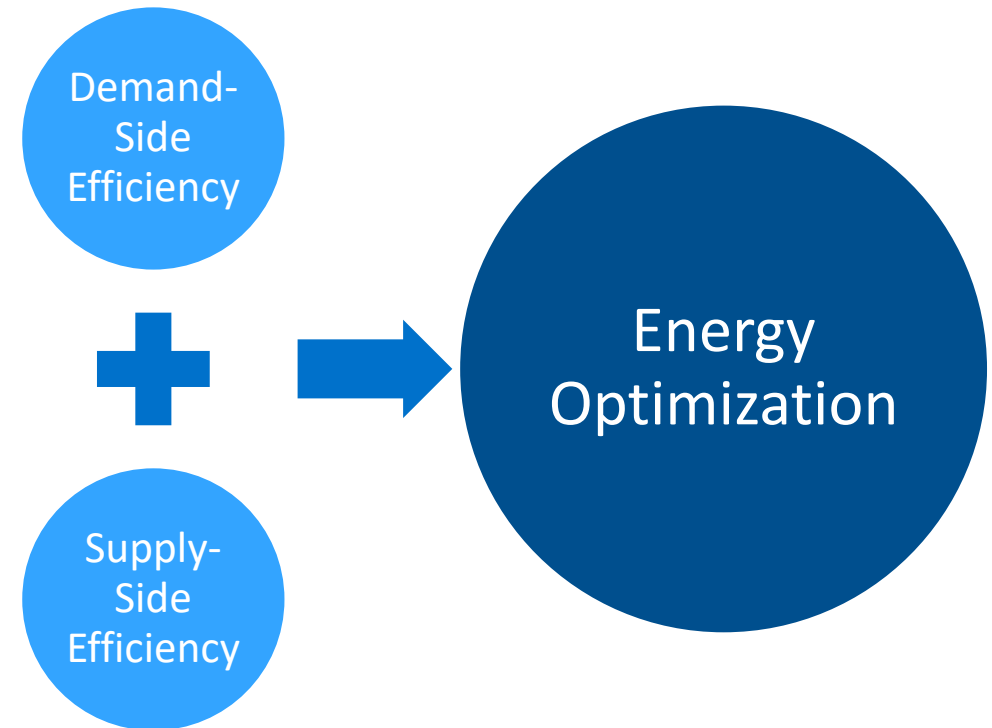 Demand-
Side
Efficiency
Supply-
Side
Efficiency
Energy
Optimization